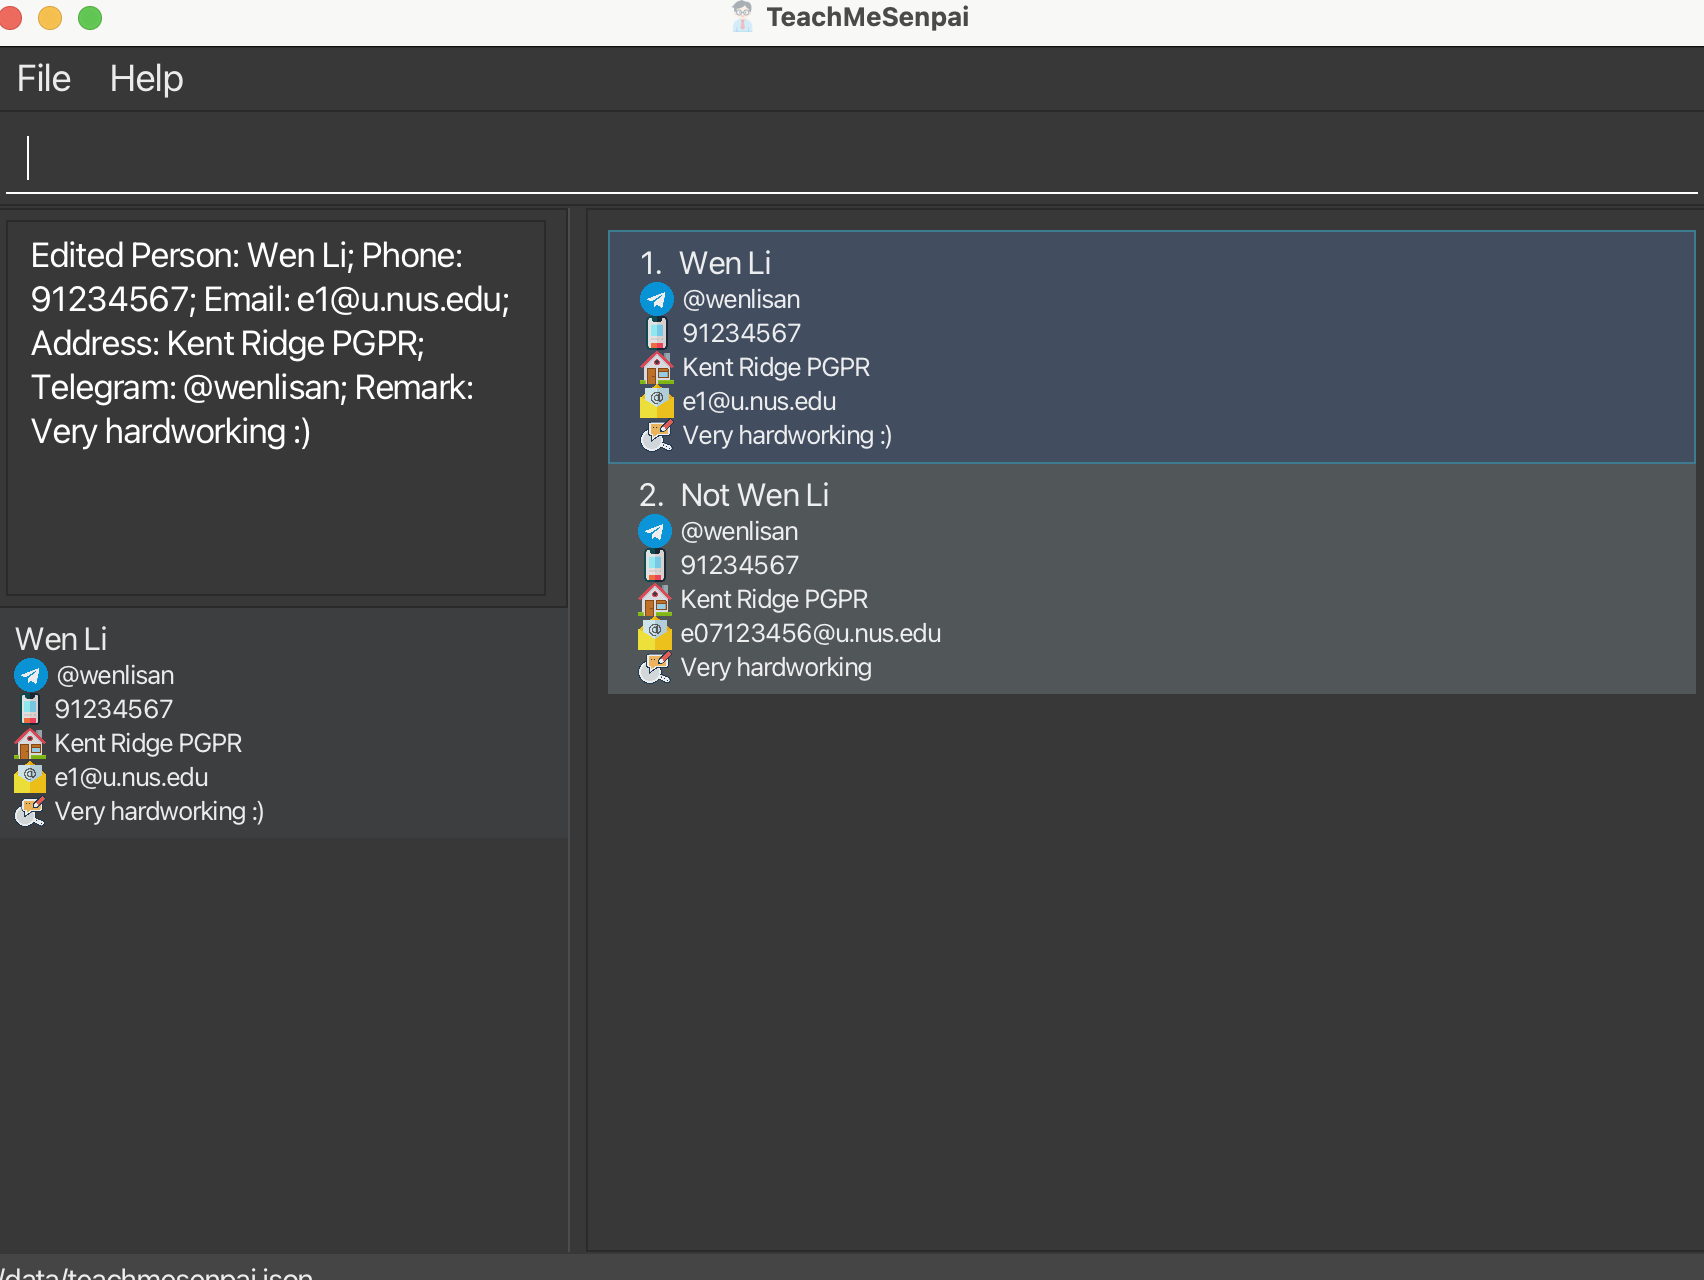 TeachMeSenpai
File Help
Edited Person: Wen Li; Phone:
91234567; Email: e1@u.nus.edu;
Address: Kent Ridge PGPR;
Telegram: @wenlisan; Remark:
Very hardworking :)
Wen Li
@wenlisan
91234567
Kent Ridge PGPR
e1@u.nus.edu
Very hardworking :)
1. Wen Li
@wenlisan
91234567
Kent Ridge PGPR
e1@u.nus.edu
Very hardworking :)
2. Not Wen Li
@wenlisan
91234567
Kent Ridge PGPR
e07123456@u.nus.edu
Very hardworking
/data/teachmesenpai.json